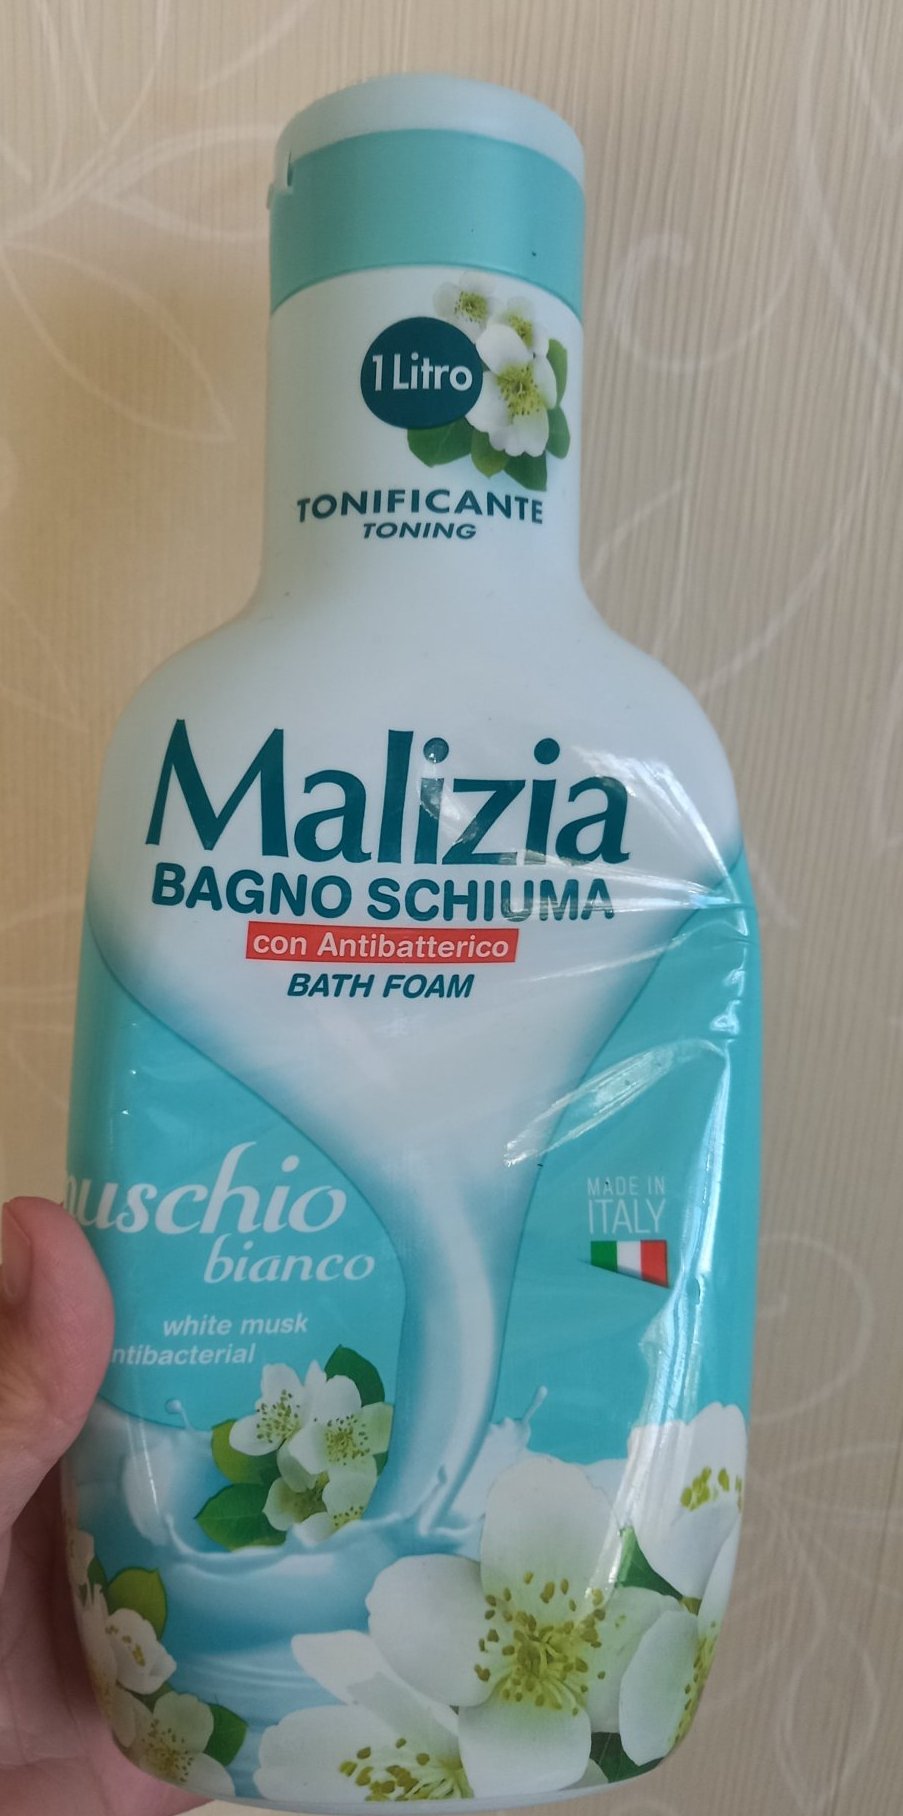 1 Litro
TONIFICANTE
TONING
Malizia
BAGNO SCHIUMA
con Antibatterico
BATH FOAM
bianco
white musk
MADE IN
ITALY